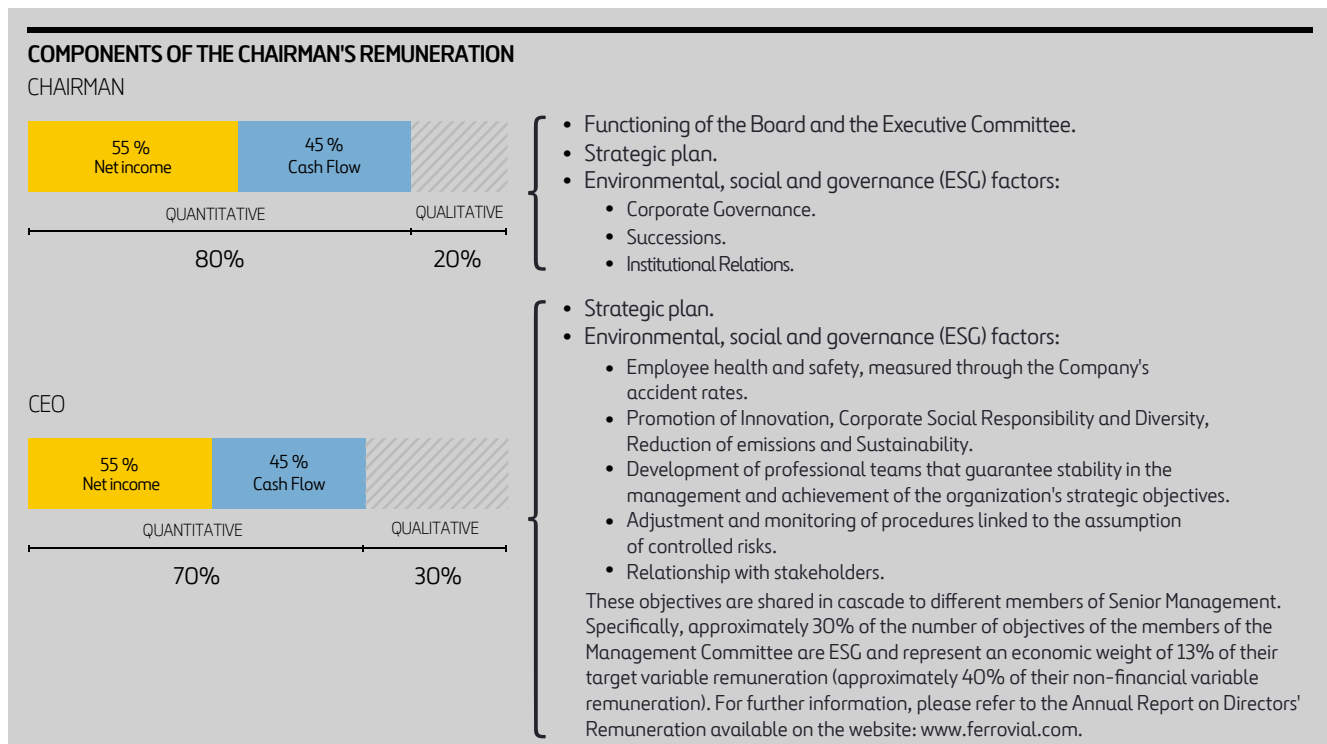 COMPONENTS OF THE CHAIRMAN'S REMUNERATION
CHAIRMAN
55 %
Net income
45 %
Cash Flow
QUANTITATIVE
QUALITATIVE
80%
20%
• Functioning of the Board and the Executive Committee.
• Strategic plan.
• Environmental, social and governance (ESG) factors:
• Corporate Governance.
• Successions.
• Institutional Relations.
CEO
55 %
Net income
45 %
Cash Flow
QUANTITATIVE
QUALITATIVE
70%
30%
• Strategic plan.
• Environmental, social and governance (ESG) factors:
• Employee health and safety, measured through the Company's
accident rates.
• Promotion of Innovation, Corporate Social Responsibility and Diversity,
Reduction of emissions and Sustainability.
• Development of professional teams that guarantee stability in the
management and achievement of the organization's strategic objectives.
• Adjustment and monitoring of procedures linked to the assumption
of controlled risks.
• Relationship with stakeholders.
These objectives are shared in cascade to different members of Senior Management.
Specifically, approximately 30% of the number of objectives of the members of the
Management Committee are ESG and represent an economic weight of 13% of their
target variable remuneration (approximately 40% of their non-financial variable
remuneration). For further information, please refer to the Annual Report on Directors'
Remuneration available on the website: www.ferrovial.com.